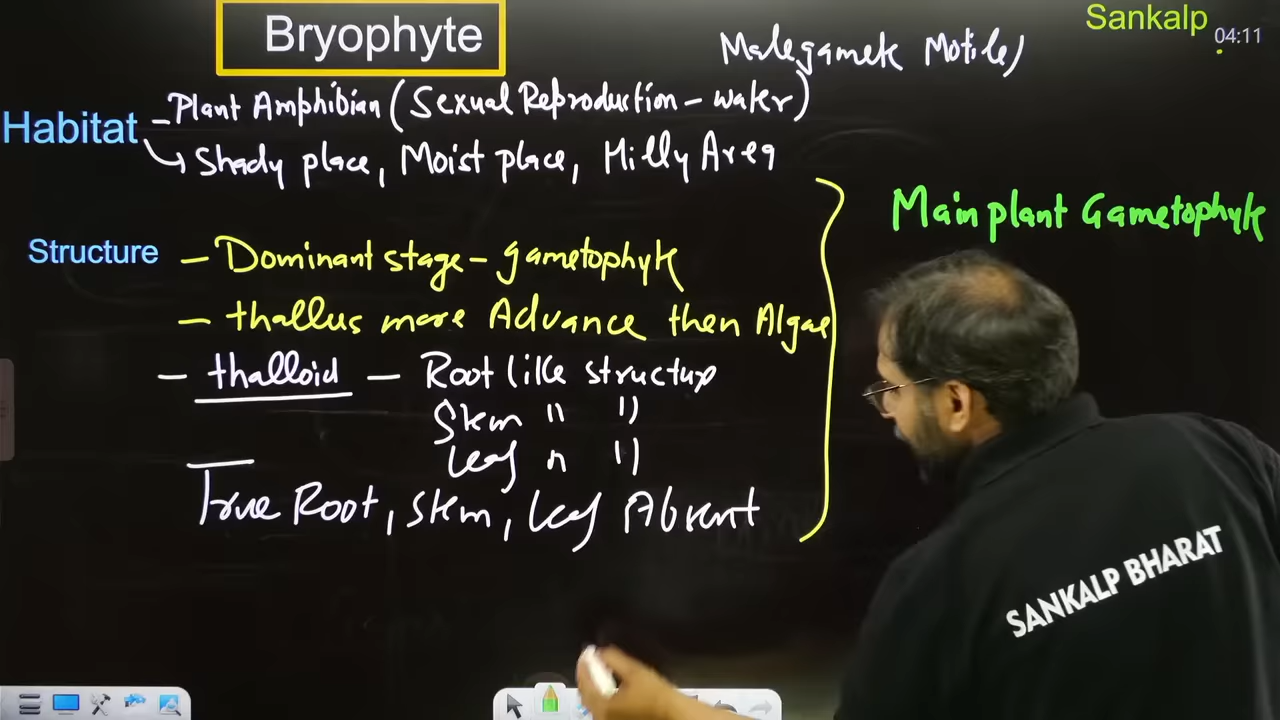 Bryophyte
Sankalp
04:11
Malegamete Motile)
Habitat
- Plant Amphibian (Sexual Reproduction - water)
Shady place, Moist place, Hilly Area
Main plant Gametophyte
Structure
- Dominant stage - gametophyte
- thallus more Advance then Algae
- thalloid - Root like structure
Stem " "
Leaf " "
True Root, Stem, Leaf Absent
SANKALP BHARAT